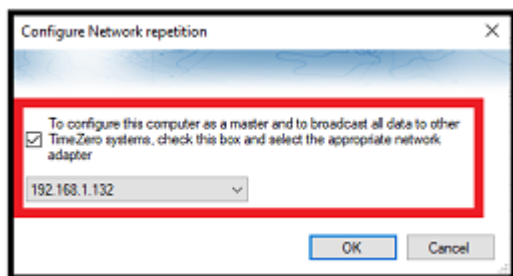 Configure Network repetition
To configure this computer as a master and to broadcast all data to other
TimeZero systems, check this box and select the appropriate network
adapter
192.168.1.132
OK
Cancel